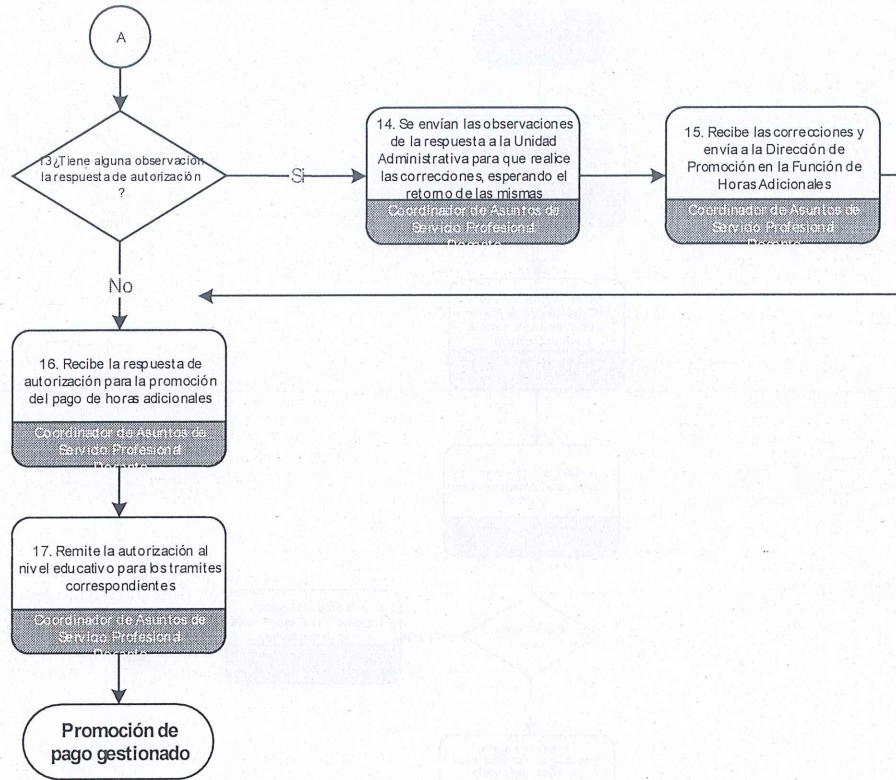 A
13¿Tiene alguna observación
la respuesta de autorización
?
Si
14. Se envían las observaciones
de la respuesta a la Unidad
Administrativa para que realice
las correcciones, esperando el
retorno de las mismas
Coordinador de Asuntos de
Servicio Profesional
Docente
15. Recibe las correcciones y
envía a la Dirección de
Promoción en la Función de
Horas Adicionales
Coordinador de Asuntos de
Servicio Profesional
Docente
No
16. Recibe la respuesta de
autorización para la promoción
del pago de horas adicionales
Coordinador de Asuntos de
Servicio Profesional
Docente
17. Remite la autorización al
nivel educativo para los tramites
correspondientes
Coordinador de Asuntos de
Servicio Profesional
Docente
Promoción de
pago gestionado